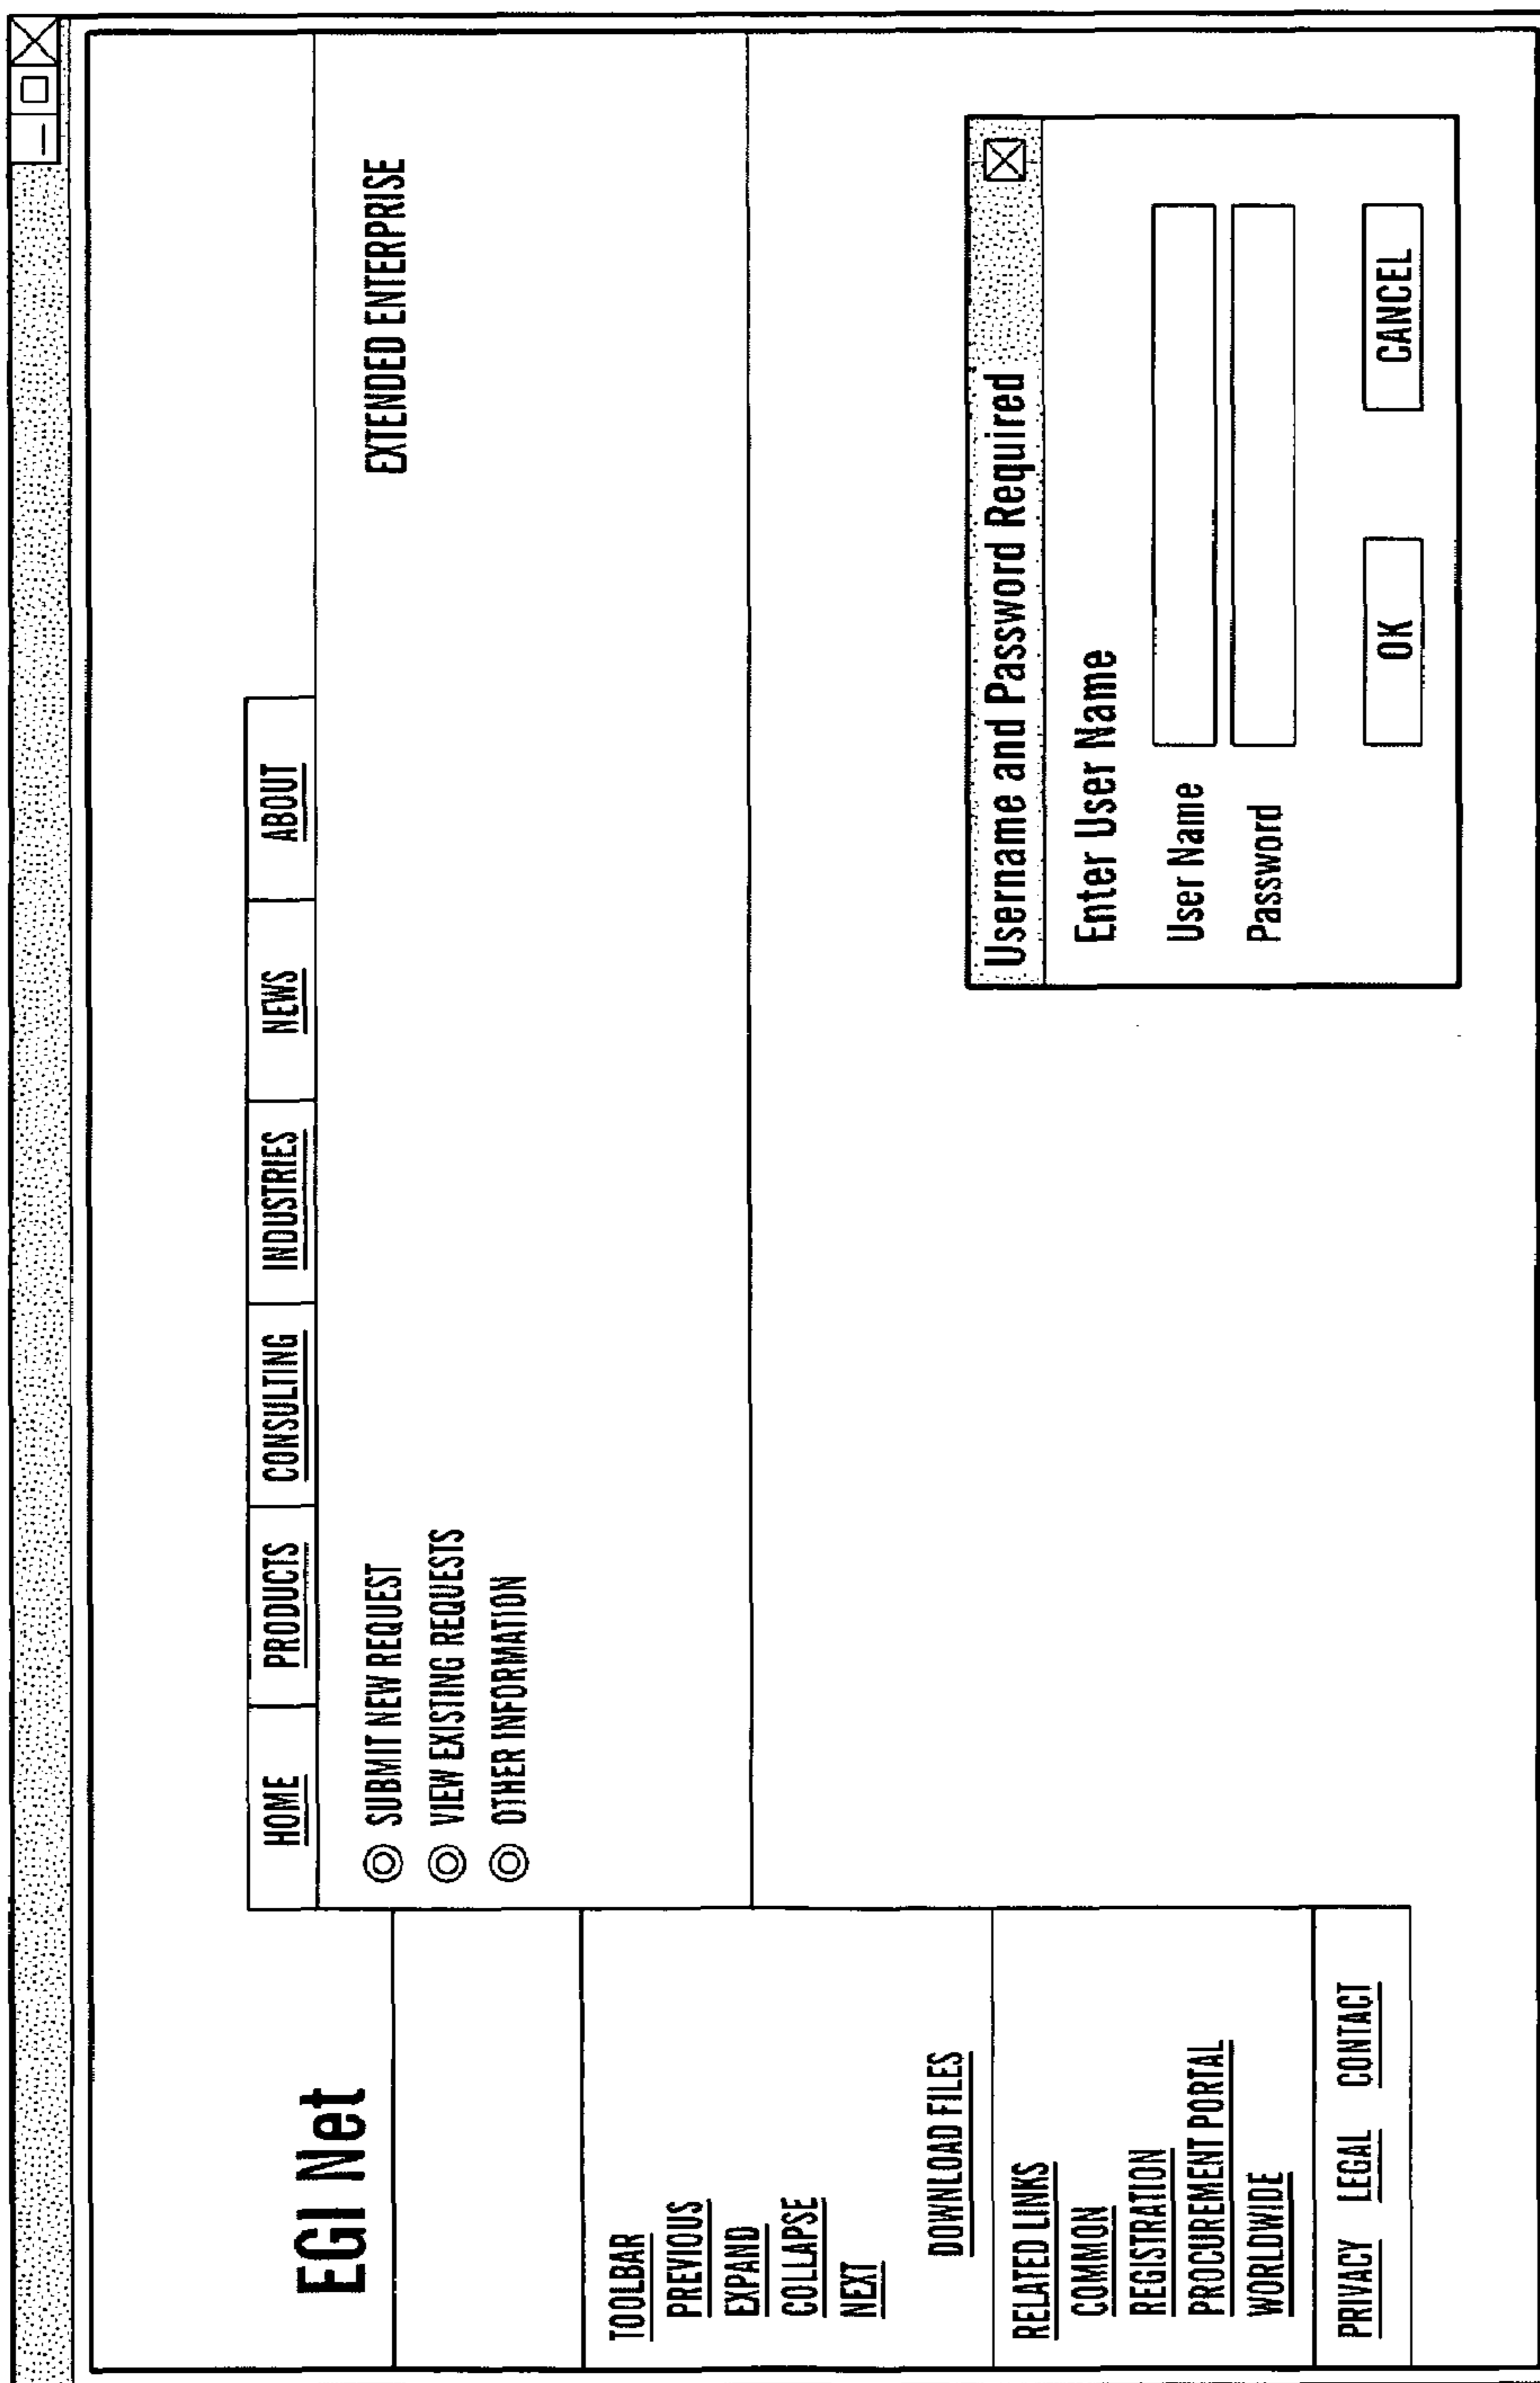 EGI Net
HOME PRODUCTS CONSULTING INDUSTRIES NEWS ABOUT
SUBMIT NEW REQUEST
VIEW EXISTING REQUESTS
OTHER INFORMATION
EXTENDED ENTERPRISE
TOOLBAR
PREVIOUS
EXPAND
COLLAPSE
NEXT
DOWNLOAD FILES
RELATED LINKS
COMMON
REGISTRATION
PROCUREMENT PORTAL
WORLDWIDE
PRIVACY LEGAL CONTACT
Username and Password Required
Enter User Name
User Name
Password
OK CANCEL